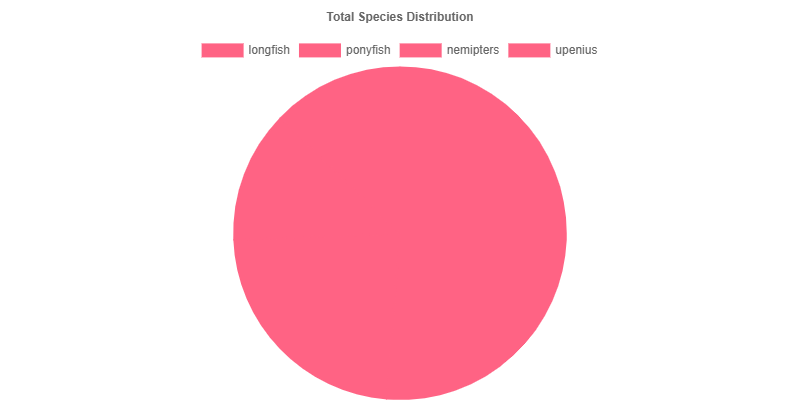 Total Species Distribution
longfish ponyfish nemipters upenius